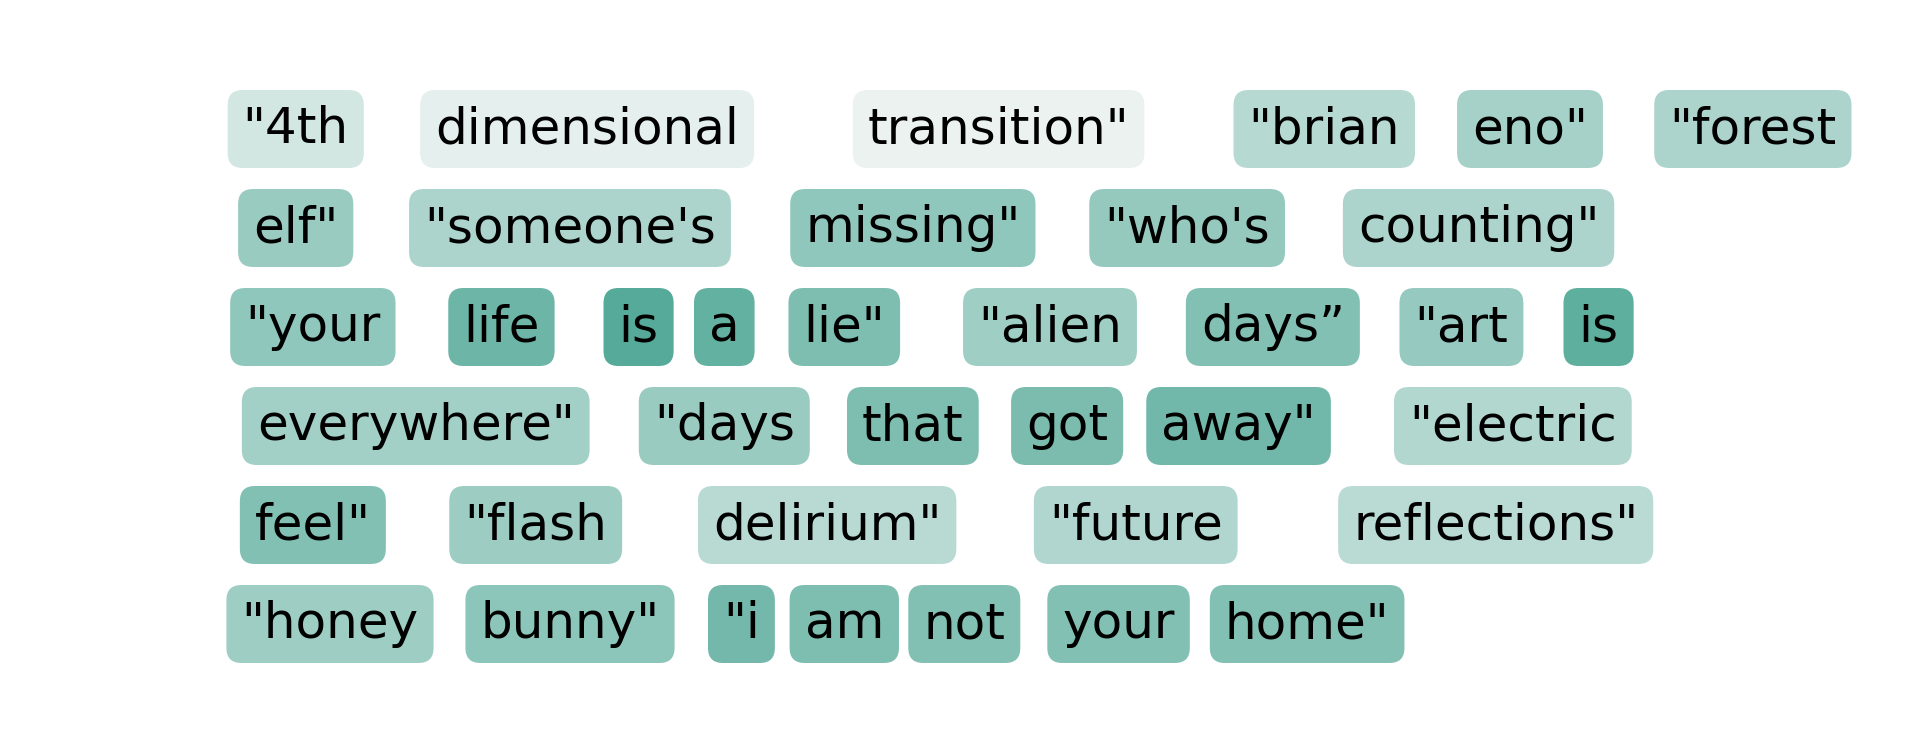 "4th dimensional transition" "brian eno" "forest
elf" "someone's missing" "who's counting"
"your life is a lie" "alien days” "art is
everywhere" "days that got away" "electric
feel" "flash delirium" "future reflections"
"honey bunny" "i am not your home"